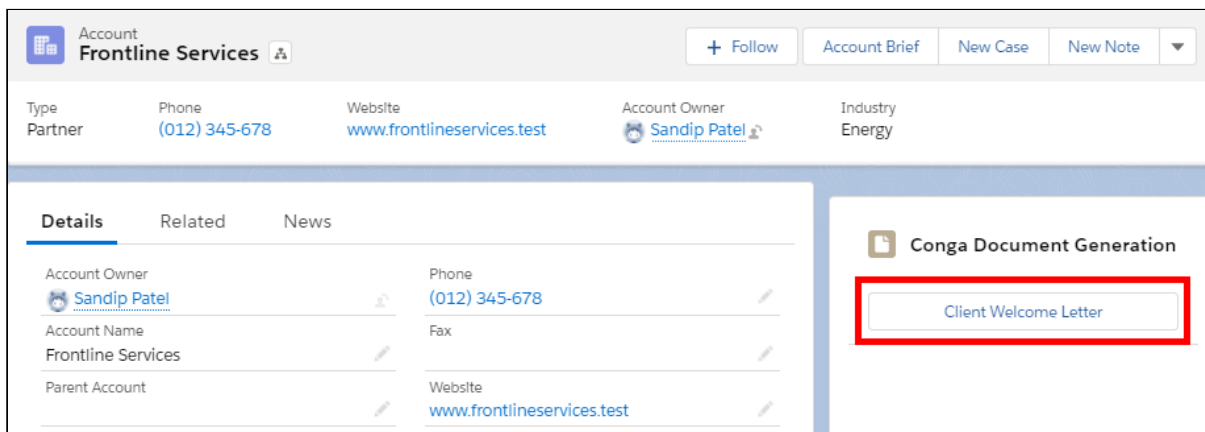 Account
Frontline Services
+ Follow
Account Brief
New Case
New Note
Type
Phone
Website
Account Owner
Industry
Partner
(012) 345-678
www.frontlineservices.test
Sandip Patel
Energy
Details
Related
News
Conga Document Generation
Client Welcome Letter
Account Owner
Phone
Sandip Patel
(012) 345-678
Account Name
Fax
Frontline Services
Parent Account
Website
www.frontlineservices.test